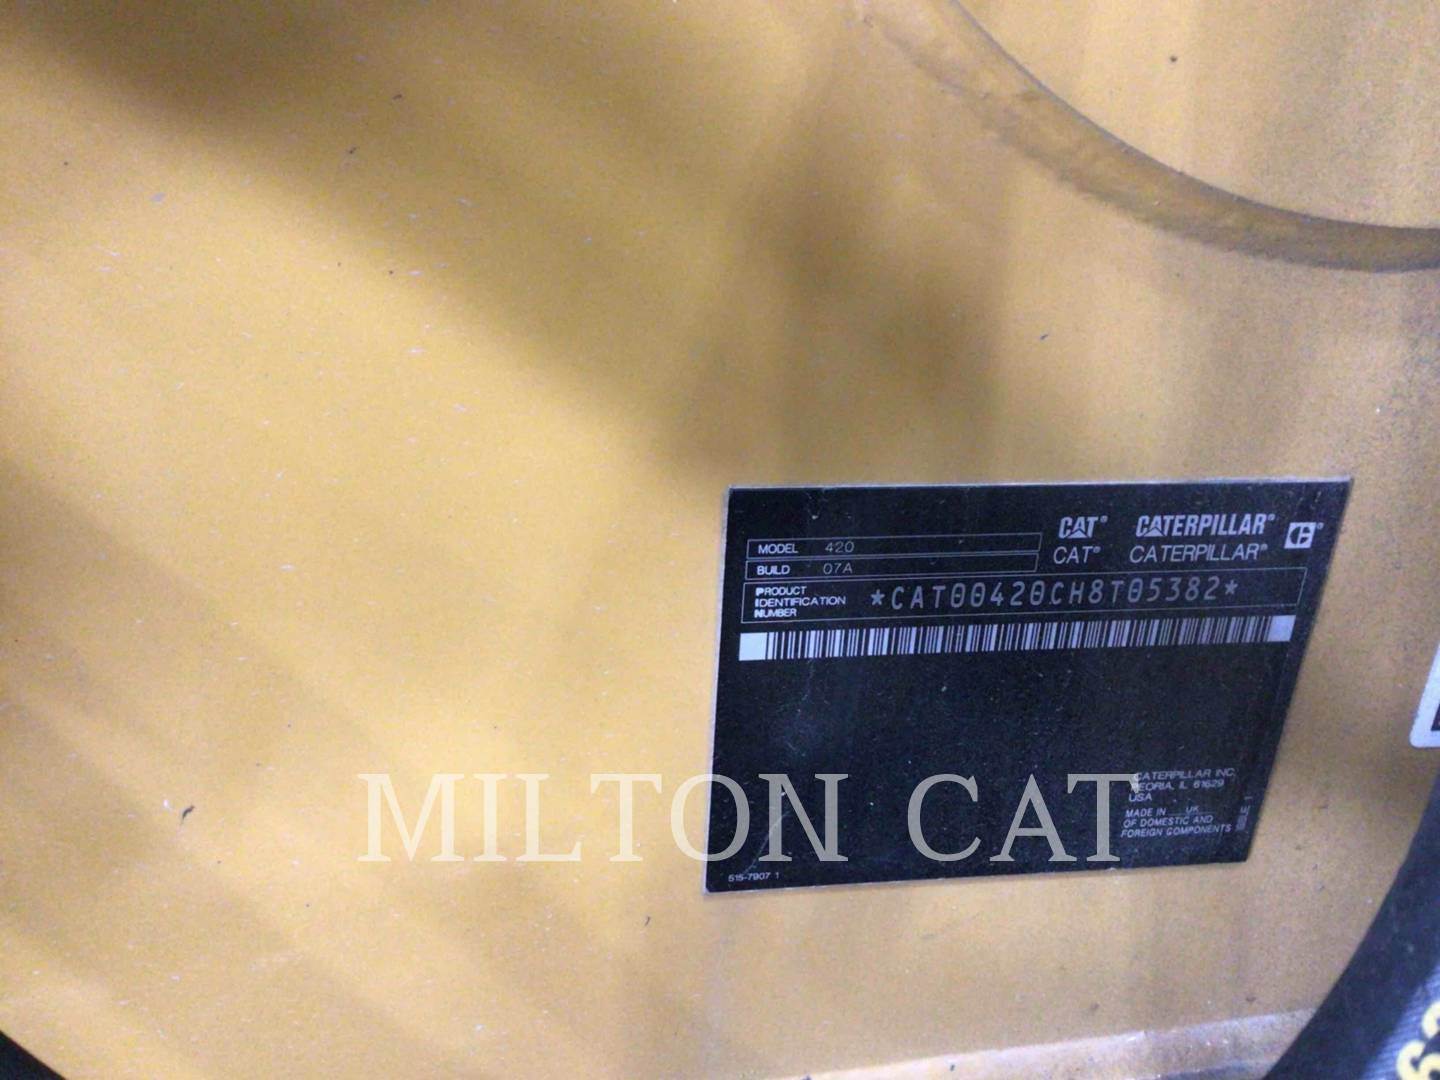 CAT® CATERPILLAR®
CAT® CATERPILLAR®
MODEL 420
BUILD 07A
PRODUCT IDENTIFICATION NUMBER *CAT00420CH8T05382*
CATERPILLAR INC.
PEORIA, IL 61629
USA
MADE IN UK
OF DOMESTIC AND
FOREIGN COMPONENTS
515-7907 1
MILTON CAT